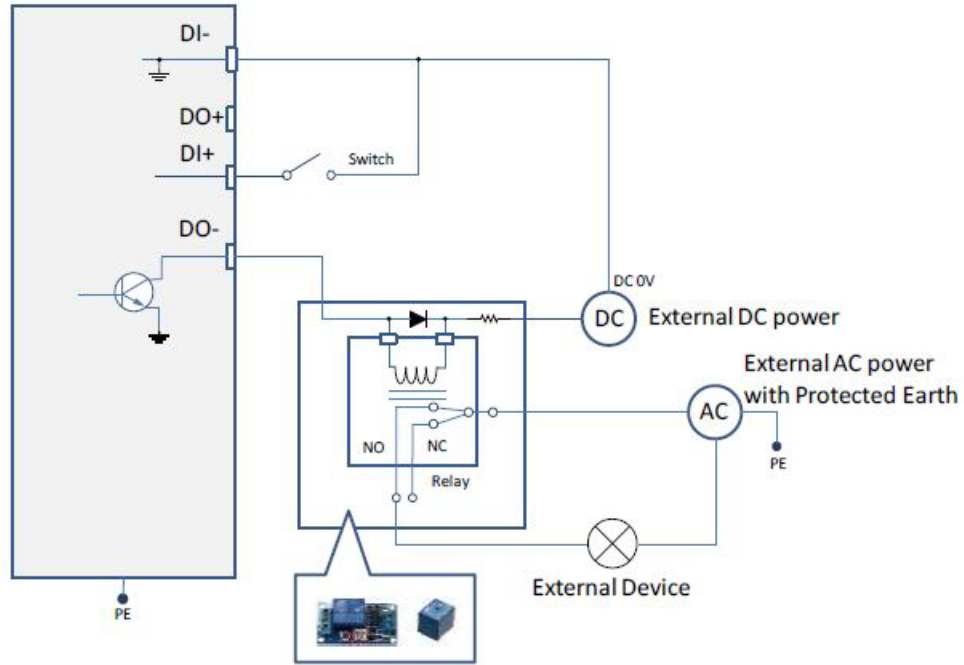 DI-
DO+
DI+
Switch
DO-
DC 0V
DC
External DC power
External AC power
with Protected Earth
AC
NO
NC
PE
Relay
External Device
PE